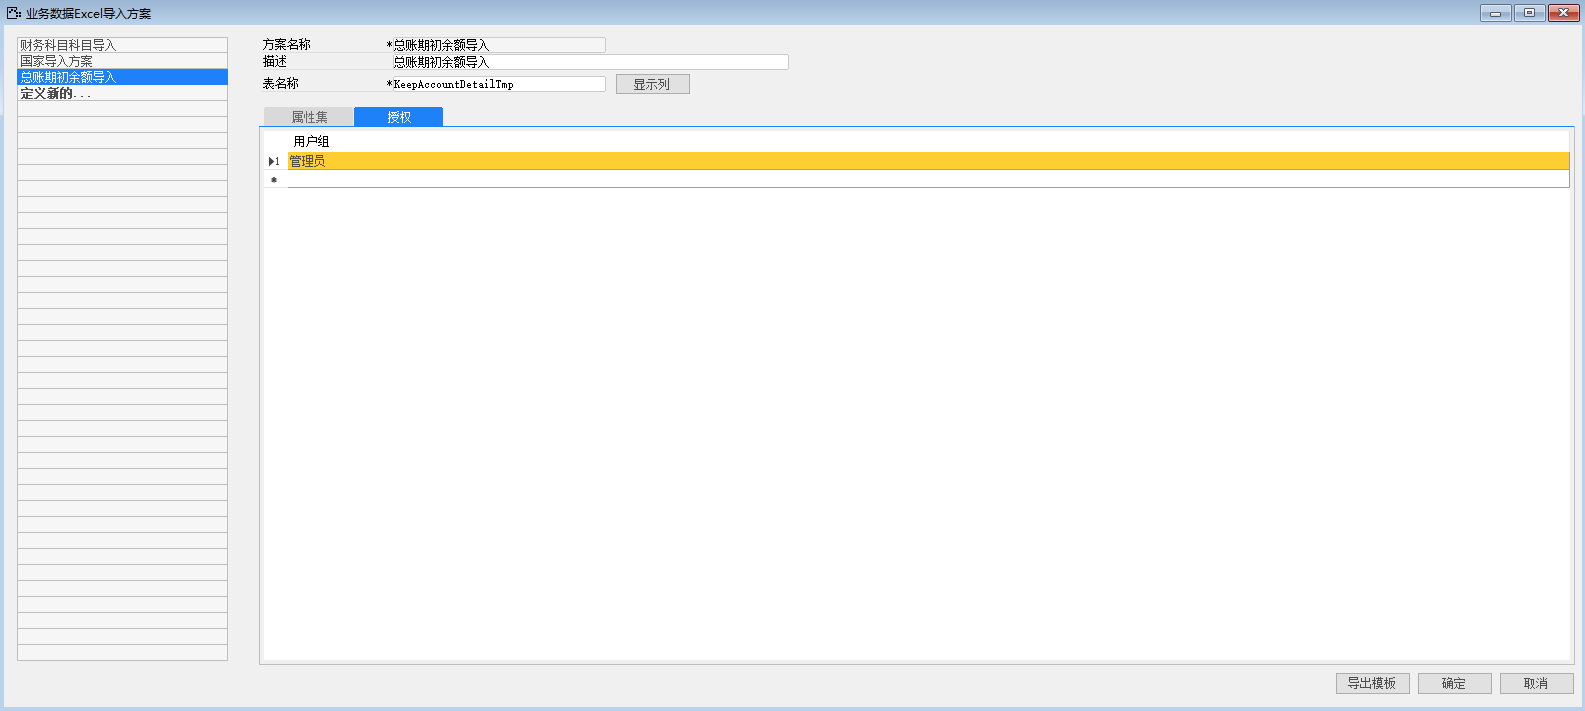 业务数据Excel导入方案
财务科目科目导入
国家导入方案
总账期初余额导入
定义新的...
方案名称 *总账期初余额导入
描述 总账期初余额导入
表名称 *KeepAccountDetailTmp 显示列
属性集 授权
用户组
1 管理员
*
导出模板 确定 取消